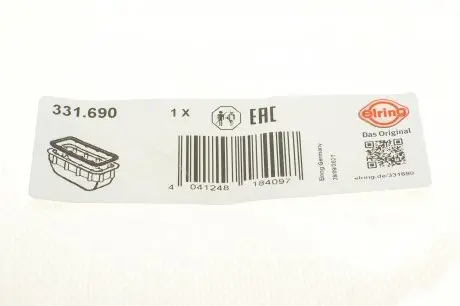 331.690
1 X
EAC
elring
Das Original
4 041248 184097
Elring Germany
elring.de/331690